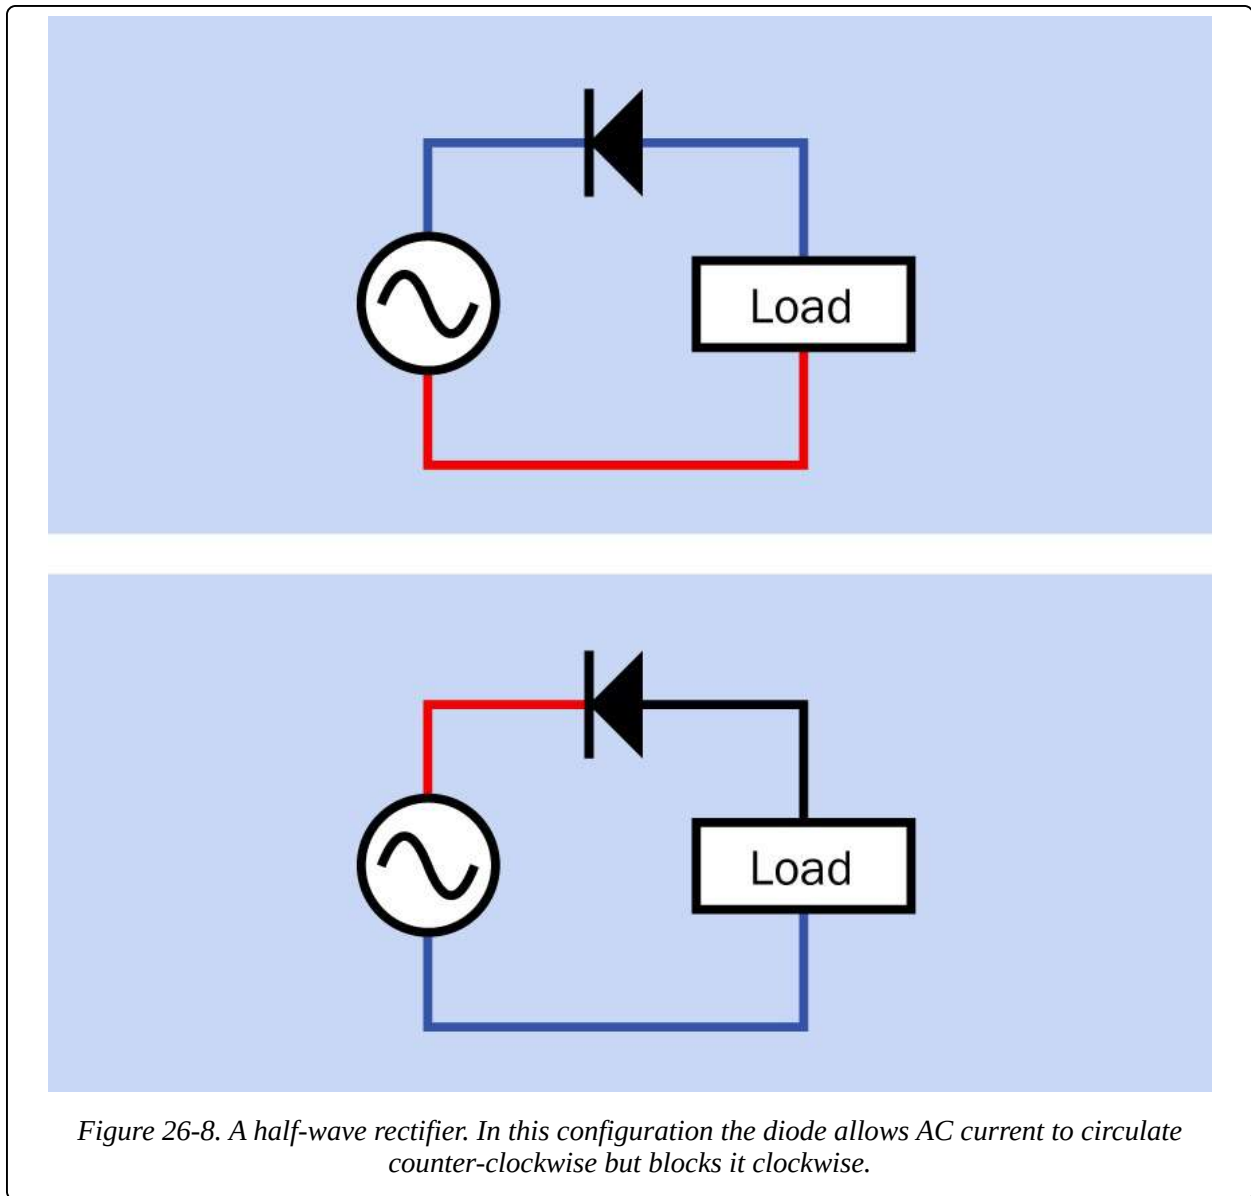 Load
Load
Figure 26-8. A half-wave rectifier. In this configuration the diode allows AC current to circulate
counter-clockwise but blocks it clockwise.